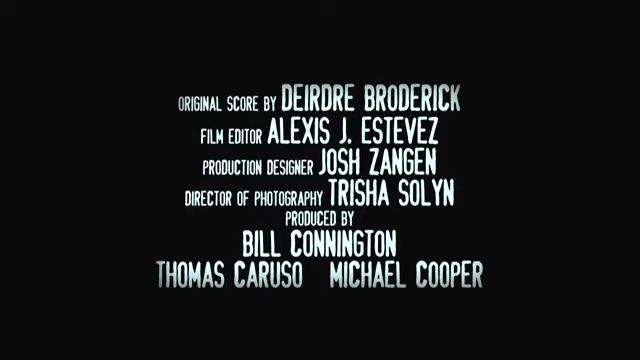 ORIGINAL SCORE BY DEIRDRE BRODERICK
FILM EDITOR ALEXIS J. ESTEVEZ
PRODUCTION DESIGNER JOSH ZANGEN
DIRECTOR OF PHOTOGRAPHY TRISHA SOLYN
PRODUCED BY
BILL CONNINGTON
THOMAS CARUSO MICHAEL COOPER